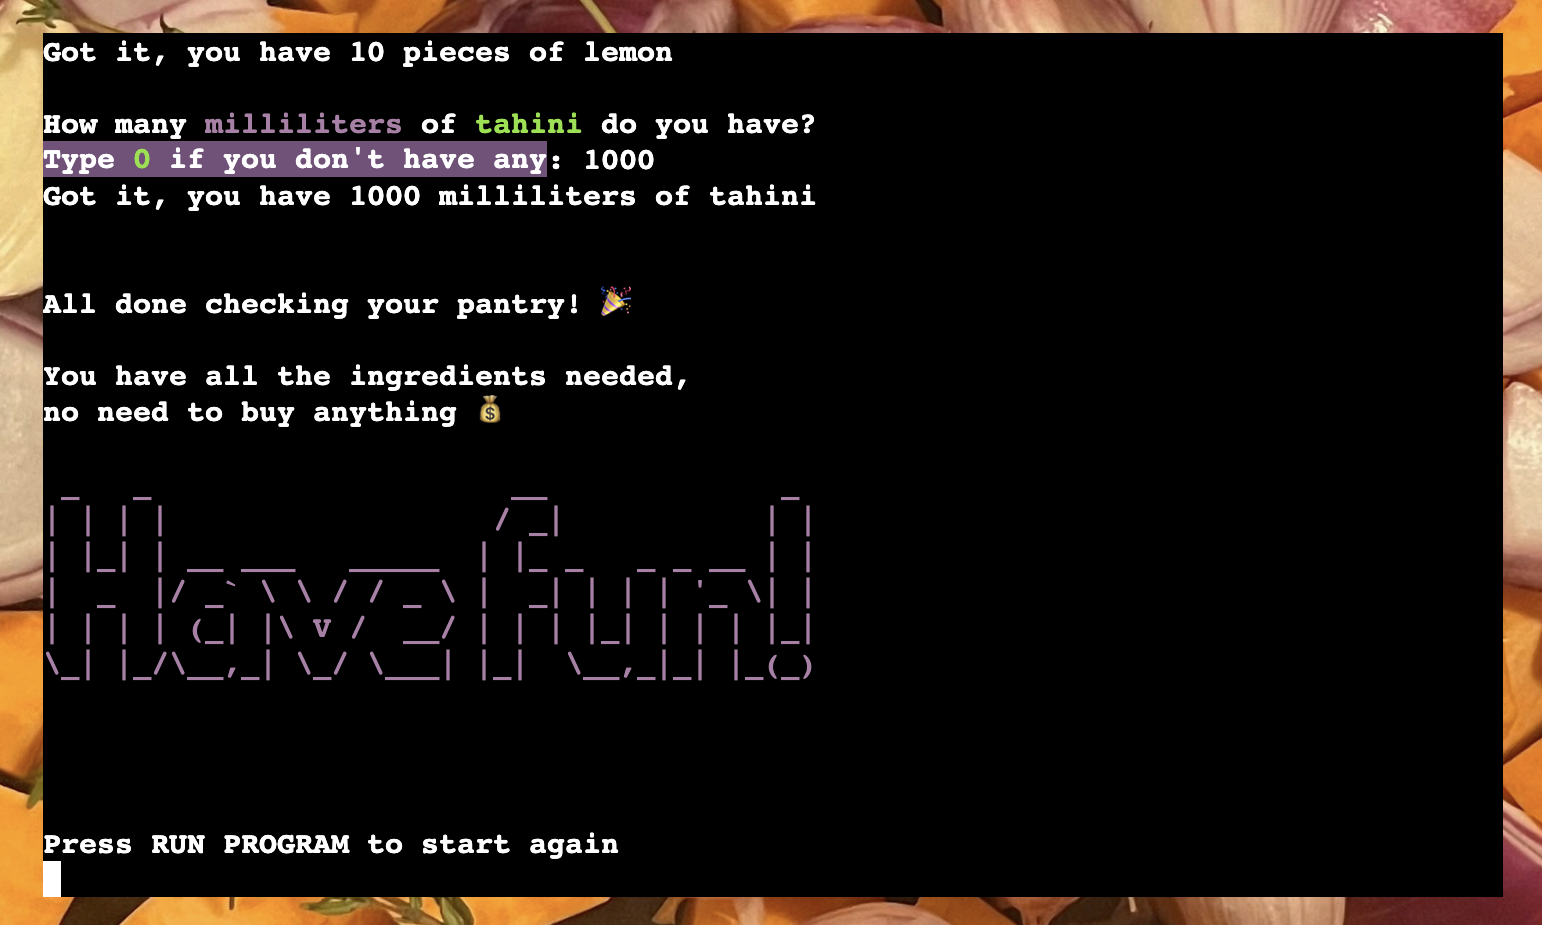 Got it, you have 10 pieces of lemon
How many milliliters of tahini do you have?
Type 0 if you don't have any: 1000
Got it, you have 1000 milliliters of tahini
All done checking your pantry! 🎉
You have all the ingredients needed,
no need to buy anything 💰
Have fun!
Press RUN PROGRAM to start again